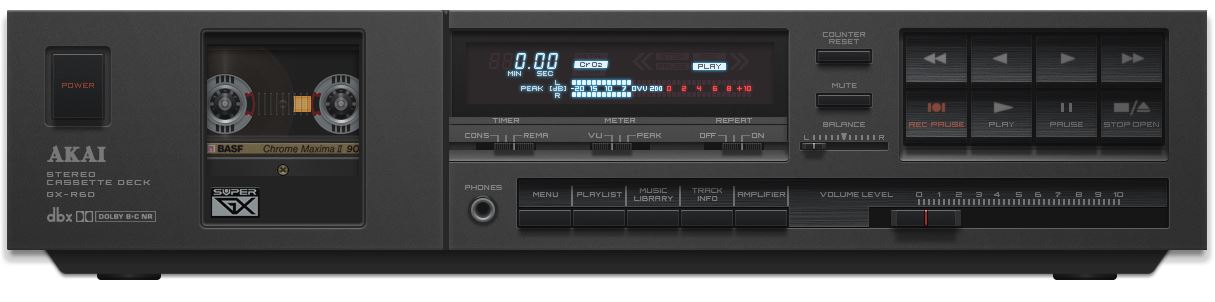 POWER
AKAI
STEREO
CASSETTE DECK
GX-R60
dbx DOLBY B-C NR
BASF Chrome Maxima II 90
SUPER
GX
0.00
MIN SEC
CrO2
PLAY
L
PEAK (dB) -20 15 10 7 0VU 200 0 2 4 6 8 +10
R
TIMER METER REPEAT
CONS REMA VU PEAK OFF ON
COUNTER
RESET
MUTE
BALANCE
L R
REC PAUSE PLAY PAUSE STOP OPEN
PHONES
MENU
PLAYLIST
MUSIC
LIBRARY
TRACK
INFO
AMPLIFIER
VOLUME LEVEL 0 1 2 3 4 5 6 7 8 9 10